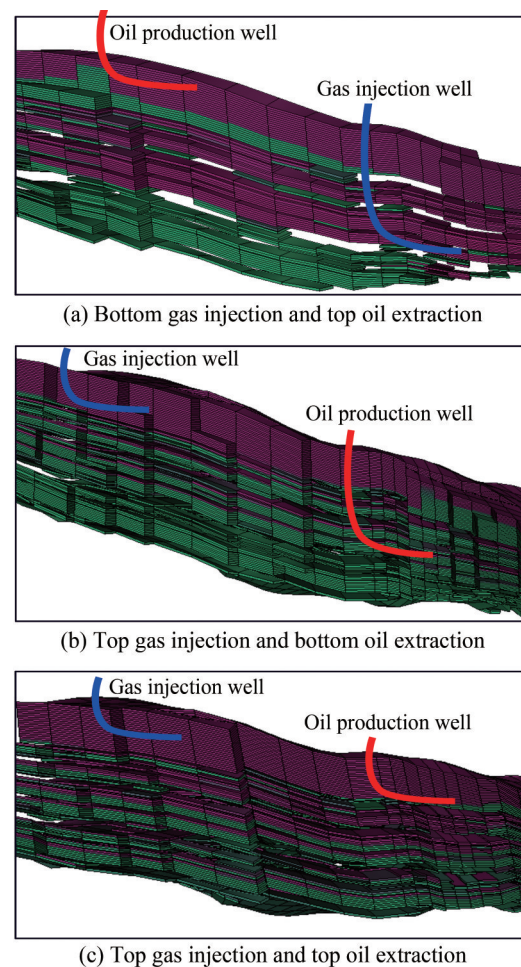 Oil production well
Gas injection well
(a) Bottom gas injection and top oil extraction
Gas injection well
Oil production well
(b) Top gas injection and bottom oil extraction
Gas injection well
Oil production well
(c) Top gas injection and top oil extraction